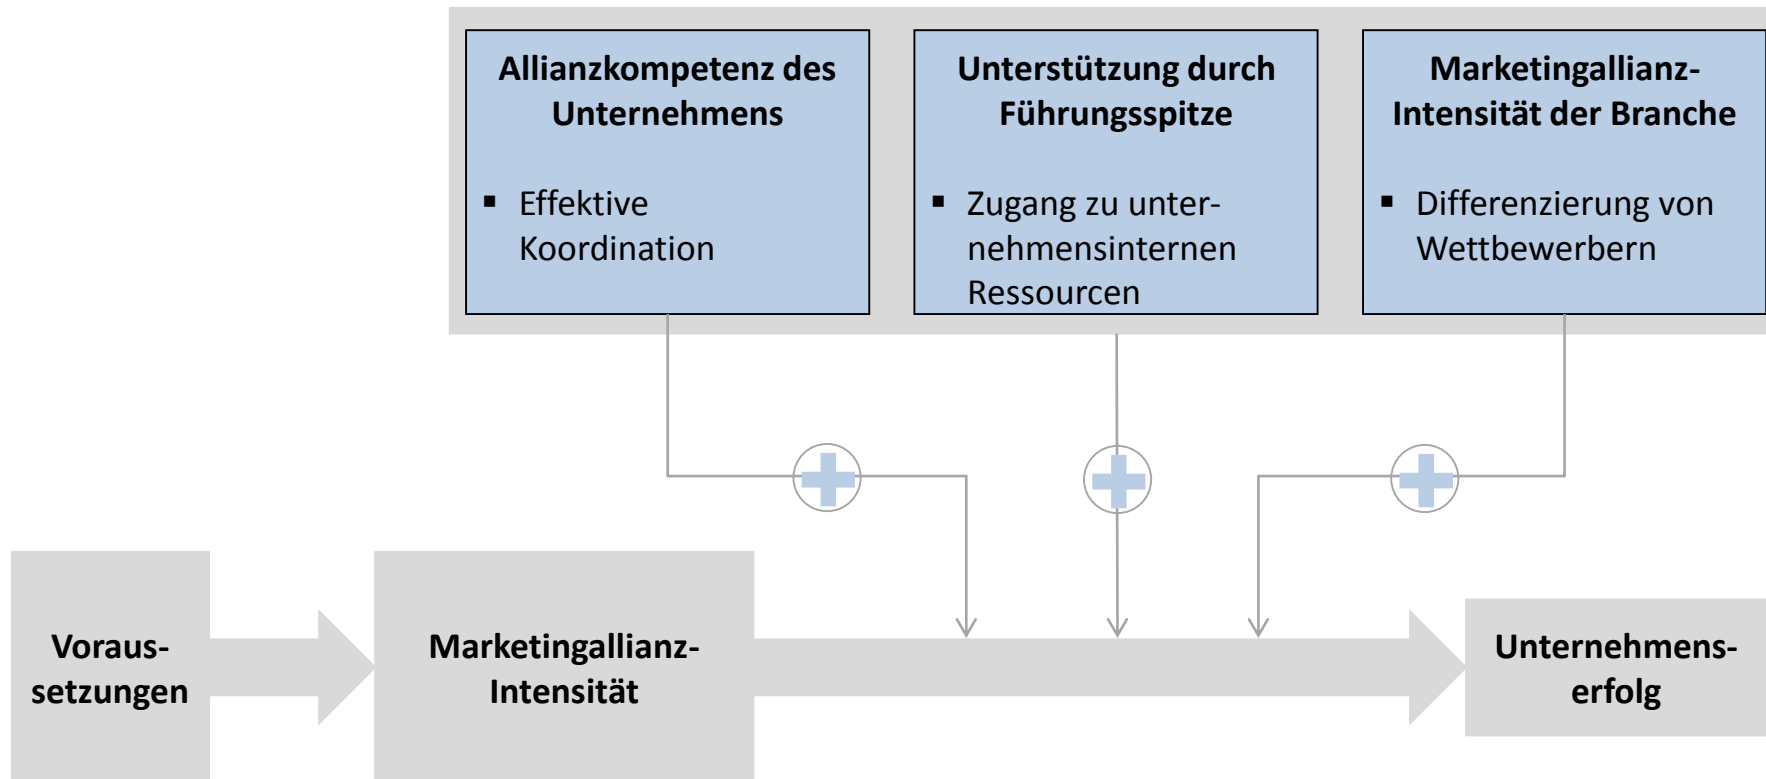 Allianzkompetenz des
Unternehmens
▪ Effektive
Koordination
Unterstützung durch
Führungsspitze
▪ Zugang zu unter-
nehmensinternen
Ressourcen
Marketingallianz-
Intensität der Branche
▪ Differenzierung von
Wettbewerbern
Voraus-
setzungen
Marketingallianz-
Intensität
Unternehmens-
erfolg